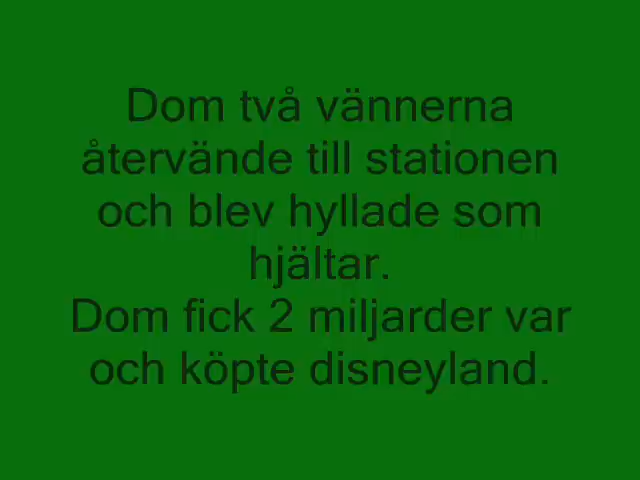 Dom två vännerna
återvände till stationen
och blev hyllade som
hjältar.
Dom fick 2 miljarder var
och köpte disneyland.